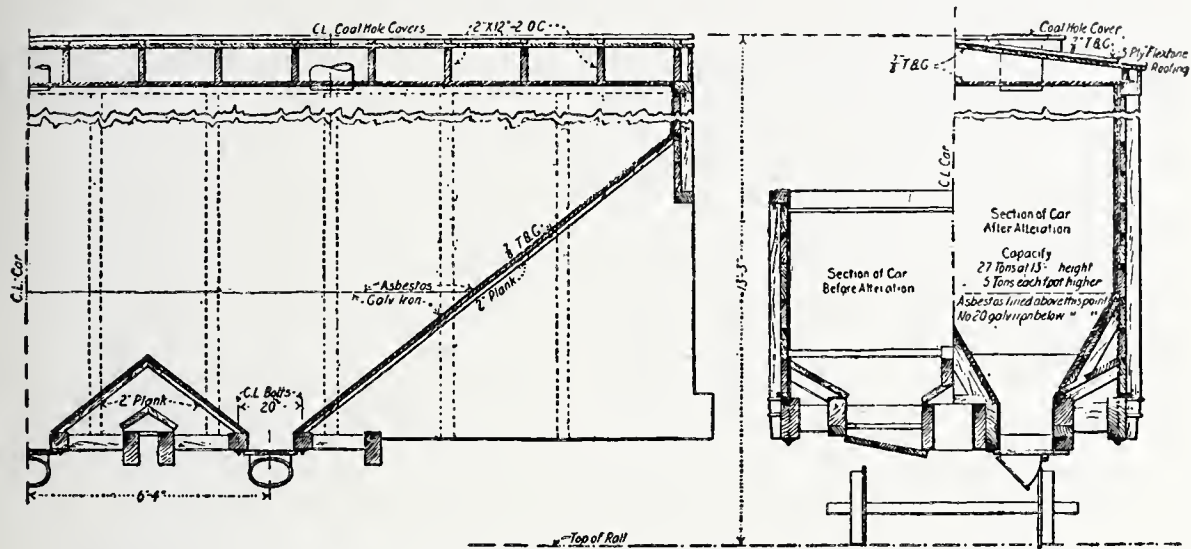 C.L. Coal Hole Covers
2"X12"-2'O.C.
C.L. Car
7/8 T.&G.
2" Plank
Asbestos
Galv Iron
2" Plank
C.L. Bolts
20"
6'-4"
Top of Rail
13'-3"
Coal Hole Cover
7/8" T.&G.
3 Ply Flextone
Roofing
7/8 T.&G.
C.L. Car
Section of Car
Before Alteration
Section of Car
After Alteration
Capacity
27 Tons at 13'- height
5 Tons each foot higher
Asbestos lined above this point
No 20 galv iron below " "